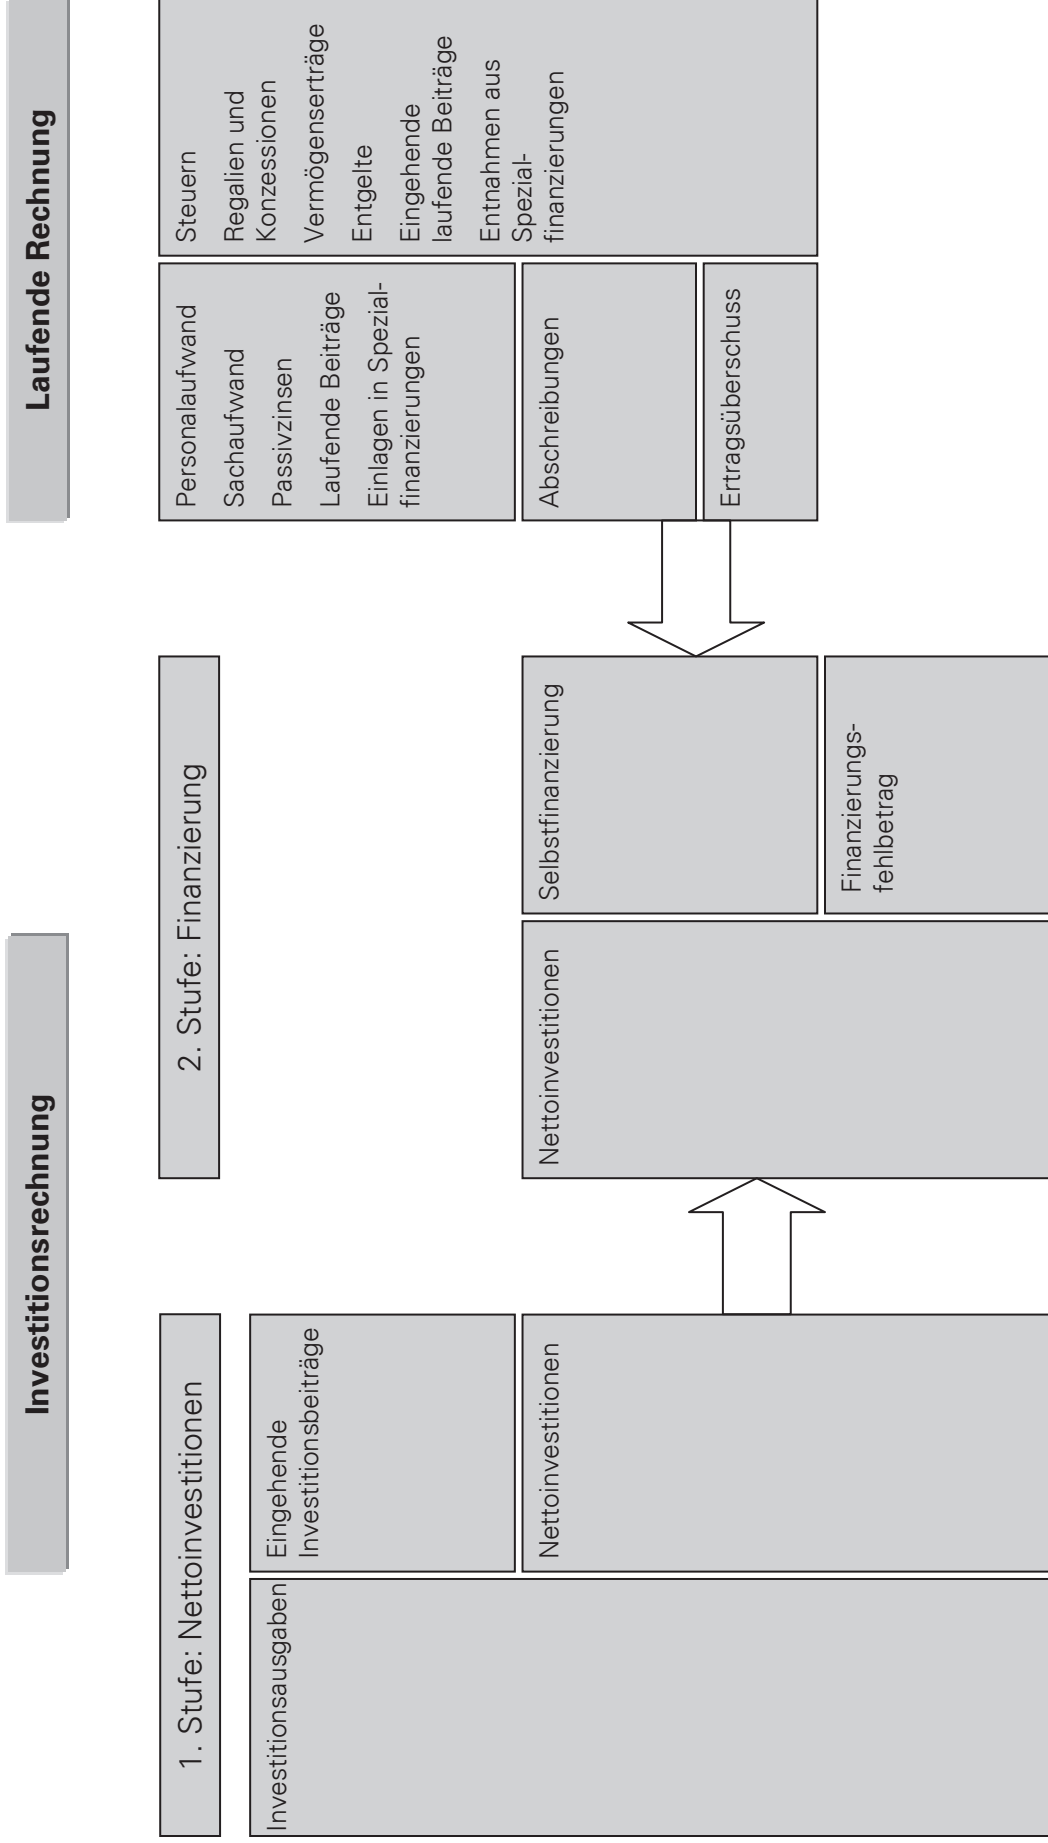 Investitionsrechnung
Laufende Rechnung
1. Stufe: Nettoinvestitionen
2. Stufe: Finanzierung
Investitionsausgaben
Eingehende
Investitionsbeiträge
Nettoinvestitionen
Nettoinvestitionen
Selbstfinanzierung
Finanzierungs-
fehlbetrag
Personalaufwand
Sachaufwand
Passivzinsen
Laufende Beiträge
Einlagen in Spezial-
finanzierungen
Abschreibungen
Ertragsüberschuss
Steuern
Regalien und
Konzessionen
Vermögenserträge
Entgelte
Eingehende
laufende Beiträge
Entnahmen aus
Spezial-
finanzierungen